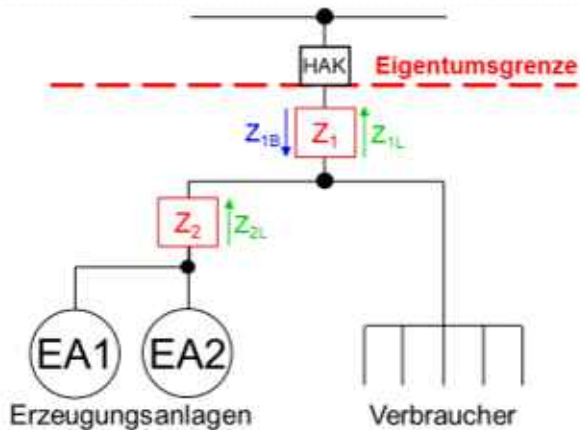 HAK
Eigentumsgrenze
Z1B Z1 Z1L
Z2 Z2L
EA1 EA2
Erzeugungsanlagen Verbraucher